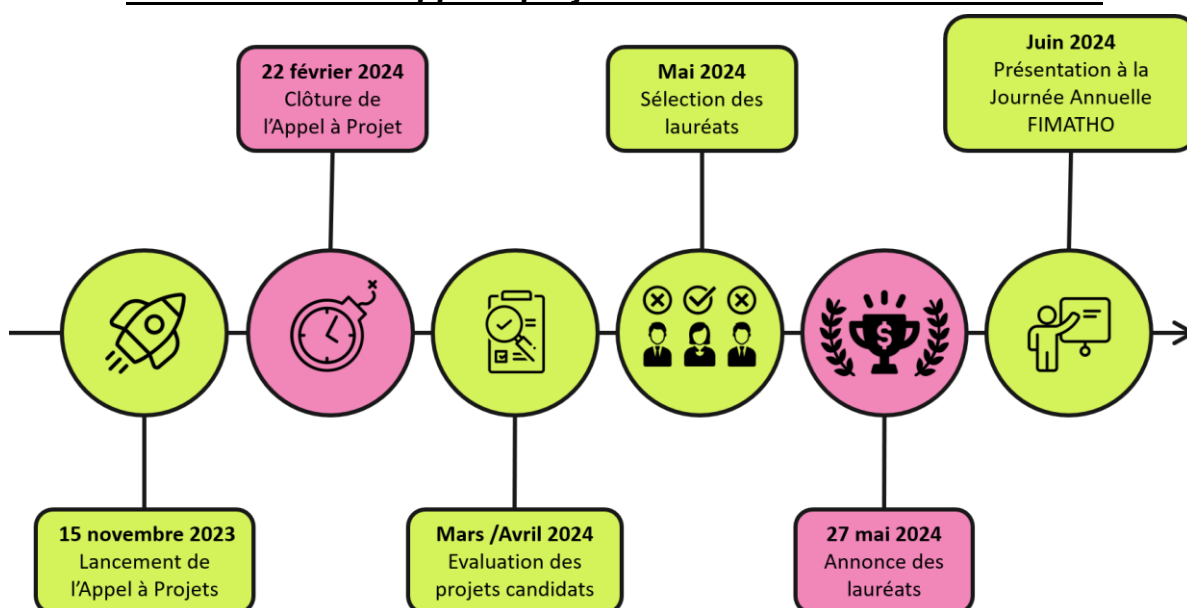 15 novembre 2023
Lancement de
l'Appel à Projets
22 février 2024
Clôture de
l'Appel à Projet
Mars /Avril 2024
Evaluation des
projets candidats
Mai 2024
Sélection des
lauréats
27 mai 2024
Annonce des
lauréats
$
Juin 2024
Présentation à la
Journée Annuelle
FIMATHO